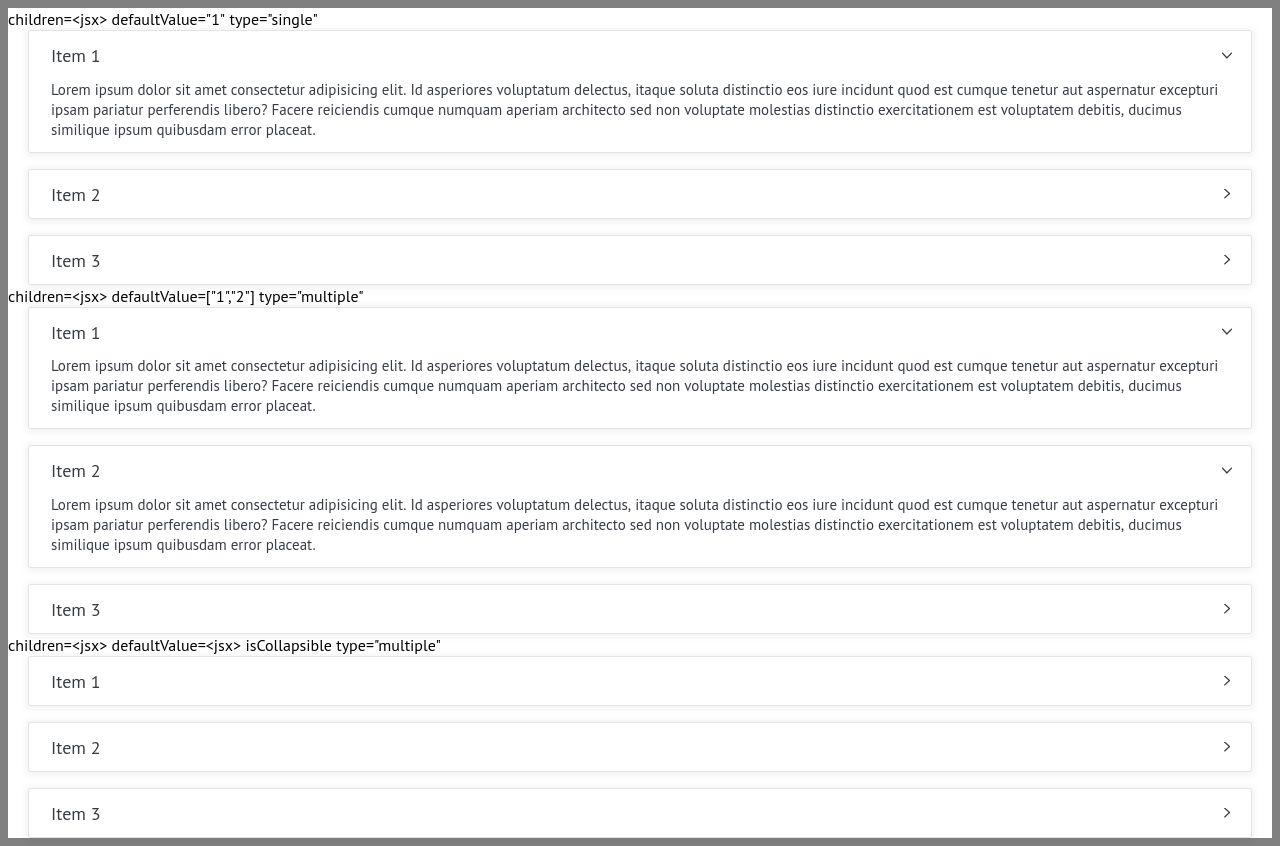 children=<jsx> defaultValue="1" type="single"
Item 1
Lorem ipsum dolor sit amet consectetur adipisicing elit. Id asperiores voluptatum delectus, itaque soluta distinctio eos iure incidunt quod est cumque tenetur aut aspernatur excepturi
ipsam pariatur perferendis libero? Facere reiciendis cumque numquam aperiam architecto sed non voluptate molestias distinctio exercitationem est voluptatem debitis, ducimus
similique ipsum quibusdam error placeat.
Item 2
Item 3
children=<jsx> defaultValue=["1","2"] type="multiple"
Item 1
Lorem ipsum dolor sit amet consectetur adipisicing elit. Id asperiores voluptatum delectus, itaque soluta distinctio eos iure incidunt quod est cumque tenetur aut aspernatur excepturi
ipsam pariatur perferendis libero? Facere reiciendis cumque numquam aperiam architecto sed non voluptate molestias distinctio exercitationem est voluptatem debitis, ducimus
similique ipsum quibusdam error placeat.
Item 2
Lorem ipsum dolor sit amet consectetur adipisicing elit. Id asperiores voluptatum delectus, itaque soluta distinctio eos iure incidunt quod est cumque tenetur aut aspernatur excepturi
ipsam pariatur perferendis libero? Facere reiciendis cumque numquam aperiam architecto sed non voluptate molestias distinctio exercitationem est voluptatem debitis, ducimus
similique ipsum quibusdam error placeat.
Item 3
children=<jsx> defaultValue=<jsx> isCollapsible type="multiple"
Item 1
Item 2
Item 3